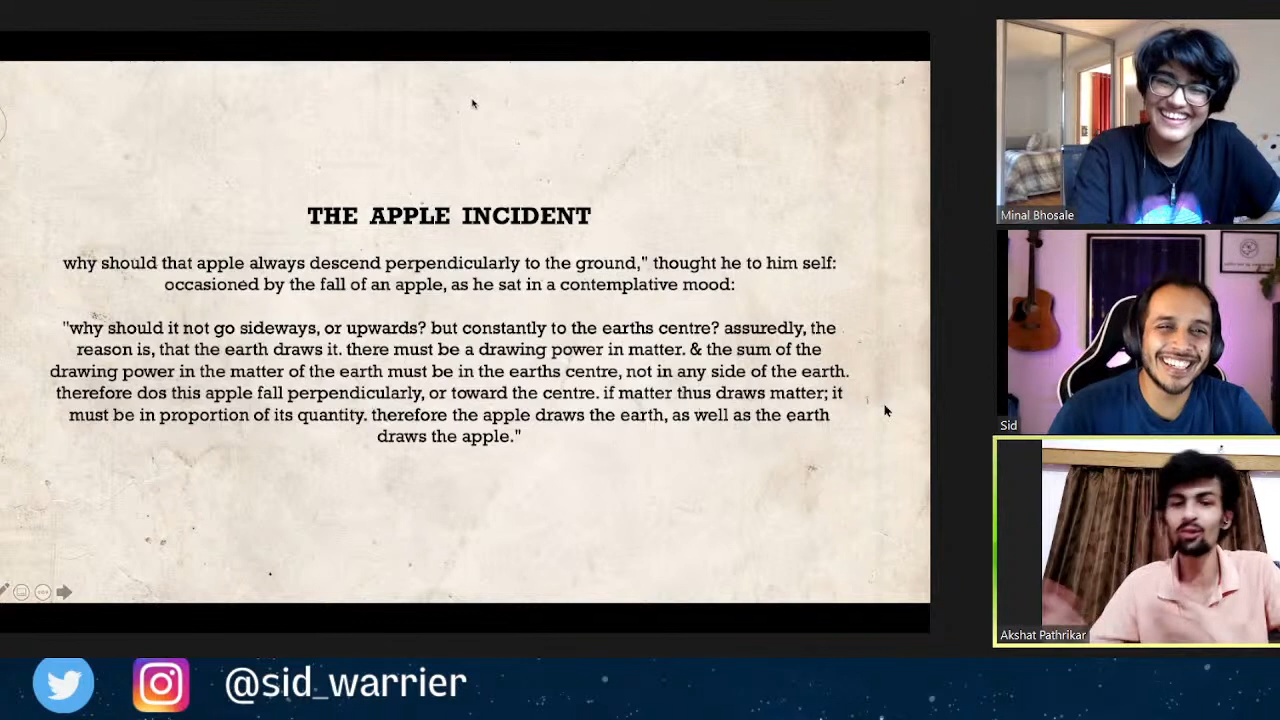 THE APPLE INCIDENT
why should that apple always descend perpendicularly to the ground," thought he to him self:
occasioned by the fall of an apple, as he sat in a contemplative mood:
"why should it not go sideways, or upwards? but constantly to the earths centre? assuredly, the
reason is, that the earth draws it. there must be a drawing power in matter. & the sum of the
drawing power in the matter of the earth must be in the earths centre, not in any side of the earth.
therefore dos this apple fall perpendicularly, or toward the centre. if matter thus draws matter; it
must be in proportion of its quantity. therefore the apple draws the earth, as well as the earth
draws the apple."
Minal Bhosale
Sid
Akshat Pathrikar
@sid_warrier